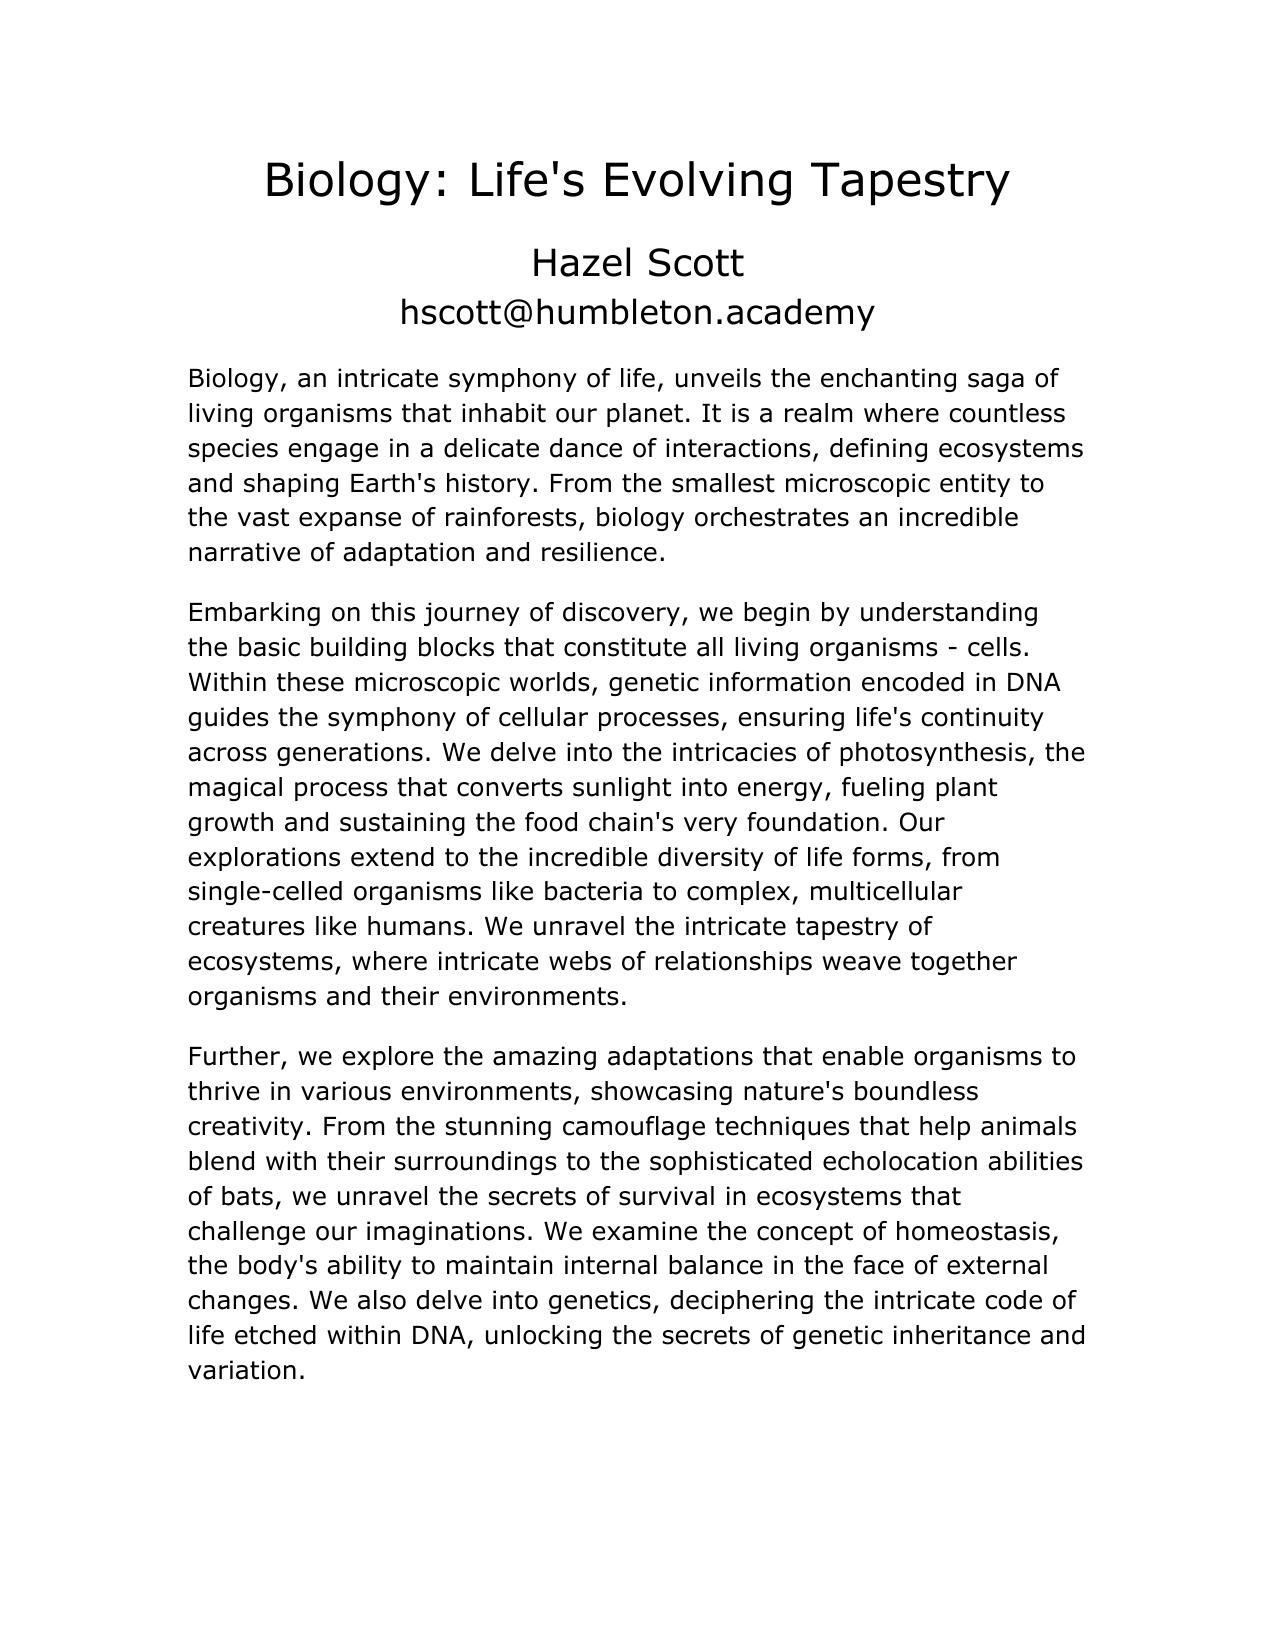 Biology: Life's Evolving Tapestry
Hazel Scott
hscott@humbleton.academy
Biology, an intricate symphony of life, unveils the enchanting saga of
living organisms that inhabit our planet. It is a realm where countless
species engage in a delicate dance of interactions, defining ecosystems
and shaping Earth's history. From the smallest microscopic entity to
the vast expanse of rainforests, biology orchestrates an incredible
narrative of adaptation and resilience.
Embarking on this journey of discovery, we begin by understanding
the basic building blocks that constitute all living organisms - cells.
Within these microscopic worlds, genetic information encoded in DNA
guides the symphony of cellular processes, ensuring life's continuity
across generations. We delve into the intricacies of photosynthesis, the
magical process that converts sunlight into energy, fueling plant
growth and sustaining the food chain's very foundation. Our
explorations extend to the incredible diversity of life forms, from
single-celled organisms like bacteria to complex, multicellular
creatures like humans. We unravel the intricate tapestry of
ecosystems, where intricate webs of relationships weave together
organisms and their environments.
Further, we explore the amazing adaptations that enable organisms to
thrive in various environments, showcasing nature's boundless
creativity. From the stunning camouflage techniques that help animals
blend with their surroundings to the sophisticated echolocation abilities
of bats, we unravel the secrets of survival in ecosystems that
challenge our imaginations. We examine the concept of homeostasis,
the body's ability to maintain internal balance in the face of external
changes. We also delve into genetics, deciphering the intricate code of
life etched within DNA, unlocking the secrets of genetic inheritance and
variation.